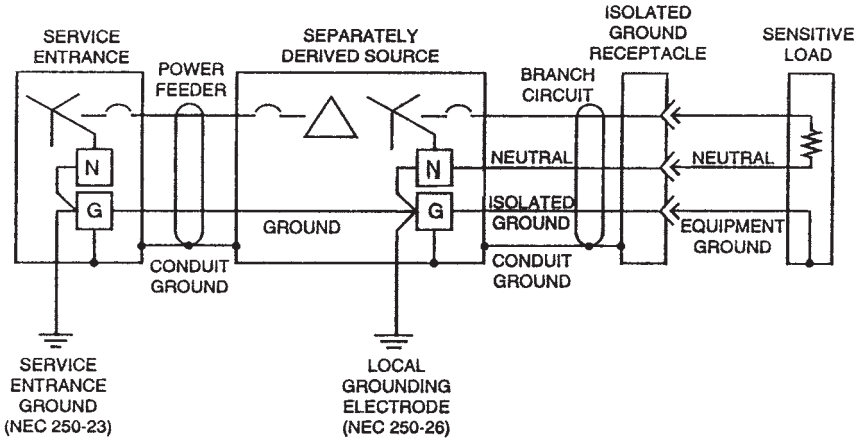 SERVICE
ENTRANCE
POWER
FEEDER
SEPARATELY
DERIVED SOURCE
BRANCH
CIRCUIT
ISOLATED
GROUND
RECEPTACLE
SENSITIVE
LOAD
N
G
GROUND
CONDUIT
GROUND
N
G
NEUTRAL
ISOLATED
GROUND
CONDUIT
GROUND
NEUTRAL
EQUIPMENT
GROUND
SERVICE
ENTRANCE
GROUND
(NEC 250-23)
LOCAL
GROUNDING
ELECTRODE
(NEC 250-26)